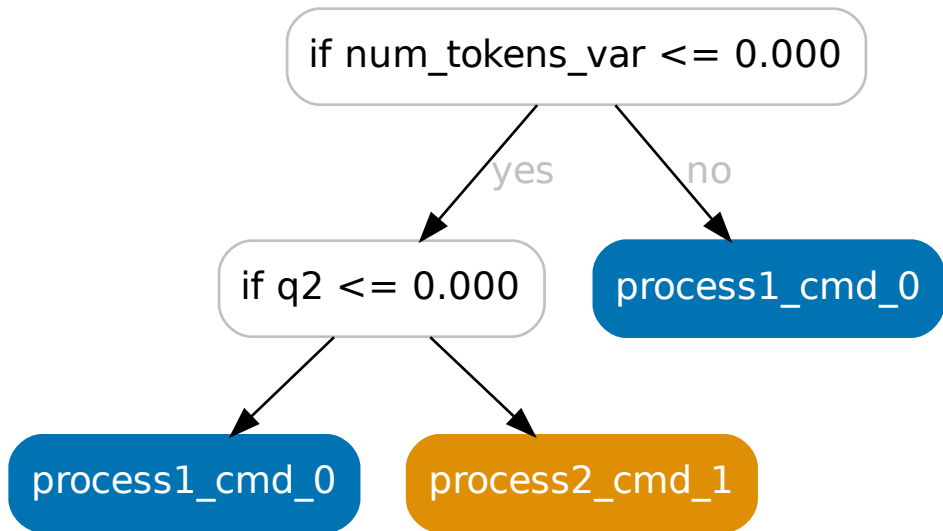 if num_tokens_var <= 0.000
yes
no
if q2 <= 0.000
process1_cmd_0
process1_cmd_0
process2_cmd_1